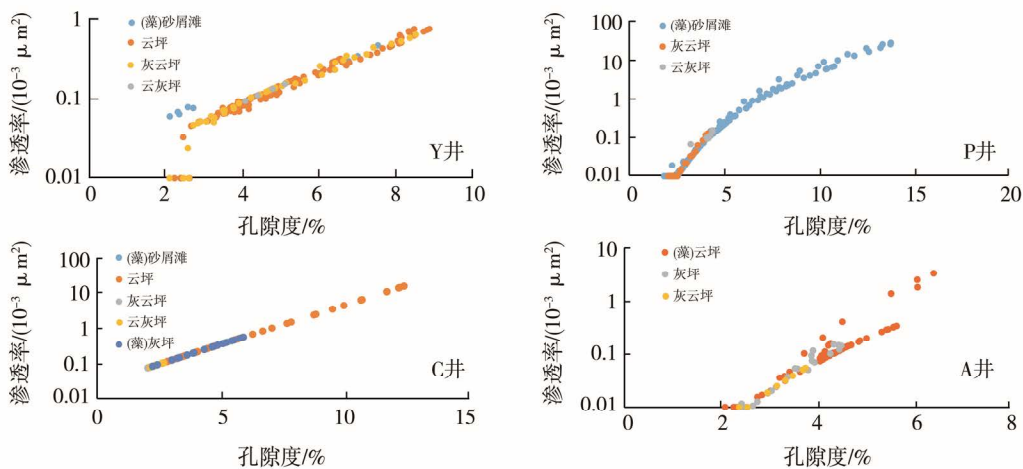 渗透率/(10⁻³ μm²)
1
0.1
0.01
0
2
4
6
8
10
孔隙度/%
(藻)砂屑滩
云坪
灰云坪
云灰坪
Y井
渗透率/(10⁻³ μm²)
100
10
1
0.1
0.01
0
5
10
15
20
孔隙度/%
(藻)砂屑滩
灰云坪
云灰坪
P井
渗透率/(10⁻³ μm²)
100
10
1
0.1
0.01
0
5
10
15
孔隙度/%
(藻)砂屑滩
云坪
灰云坪
云灰坪
(藻)灰坪
C井
渗透率/(10⁻³ μm²)
10
1
0.1
0.01
0
2
4
6
8
孔隙度/%
(藻)云坪
灰坪
灰云坪
A井